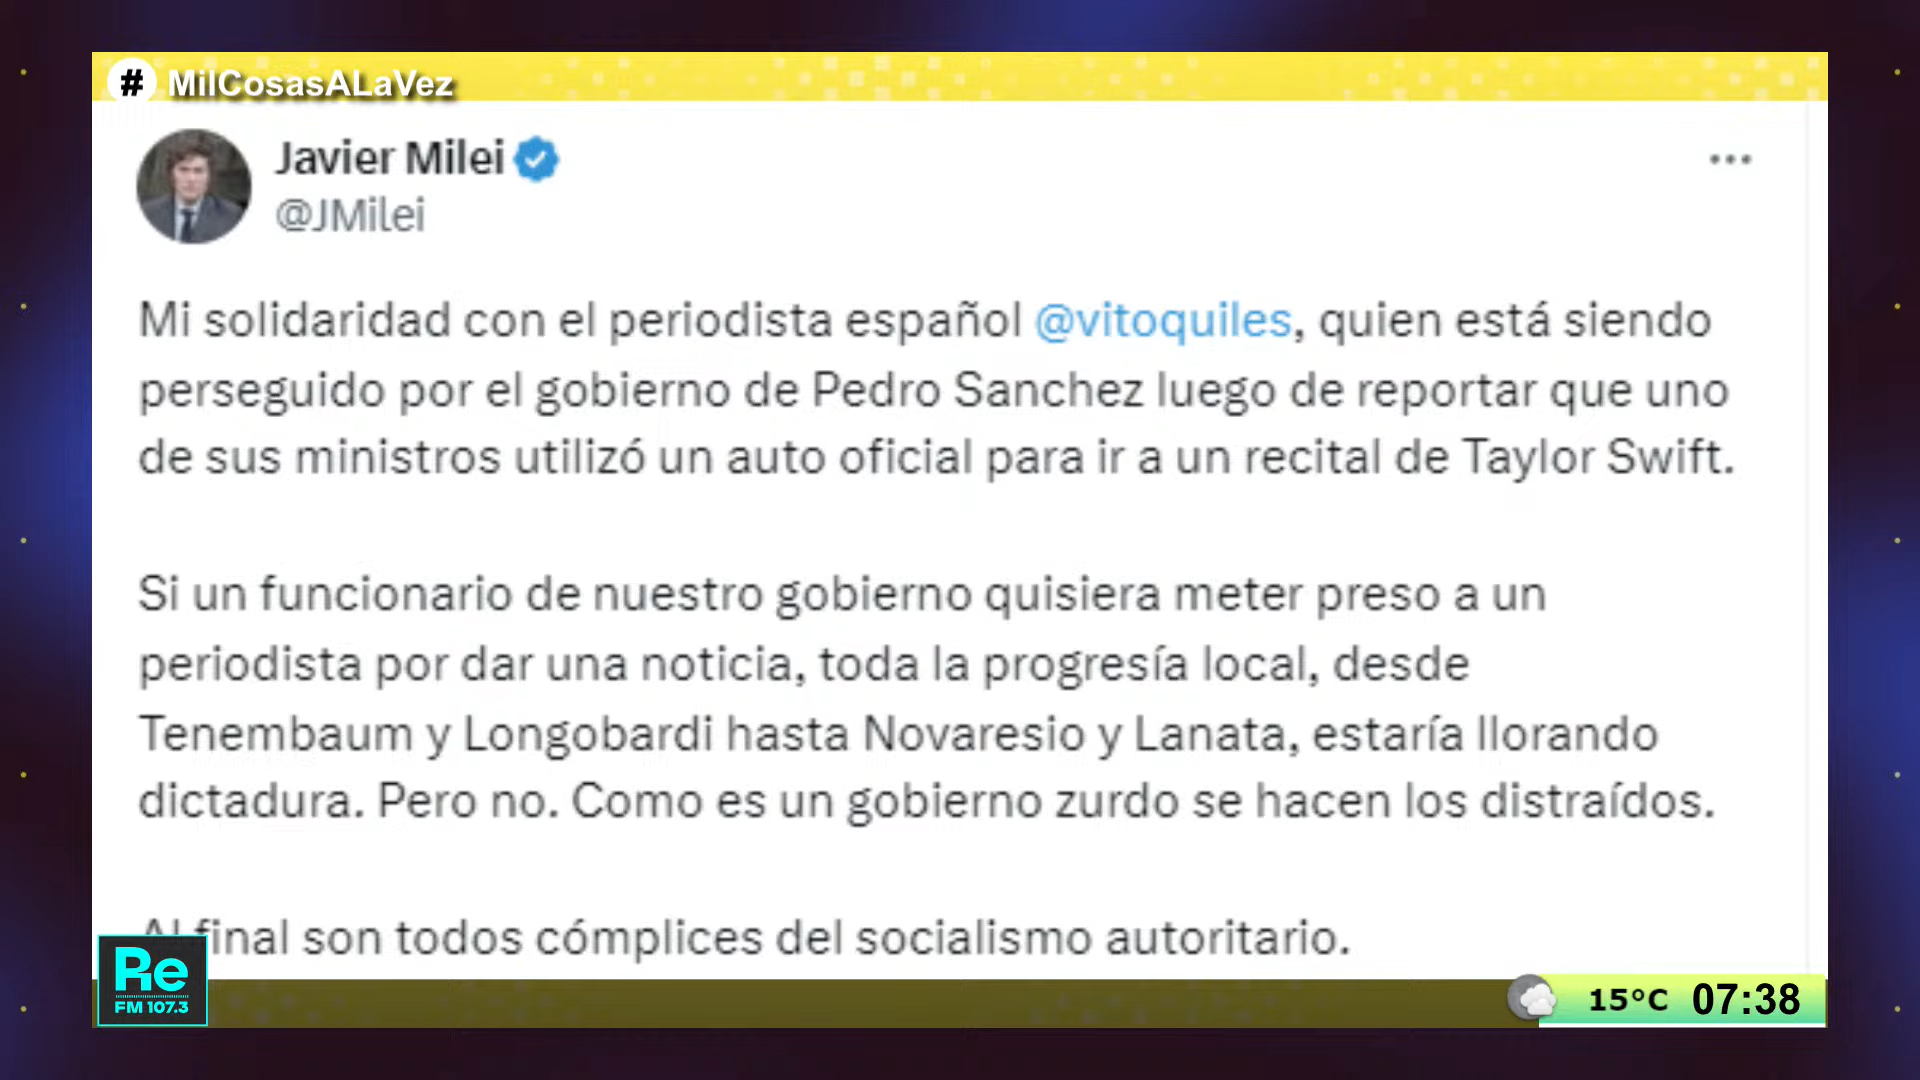 # MilCosasALaVez
Javier Milei
@JMilei
Mi solidaridad con el periodista español @vitoquiles, quien está siendo
perseguido por el gobierno de Pedro Sanchez luego de reportar que uno
de sus ministros utilizó un auto oficial para ir a un recital de Taylor Swift.
Si un funcionario de nuestro gobierno quisiera meter preso a un
periodista por dar una noticia, toda la progresía local, desde
Tenembaum y Longobardi hasta Novaresio y Lanata, estaría llorando
dictadura. Pero no. Como es un gobierno zurdo se hacen los distraídos.
Al final son todos cómplices del socialismo autoritario.
Re
FM 107.3
15°C 07:38